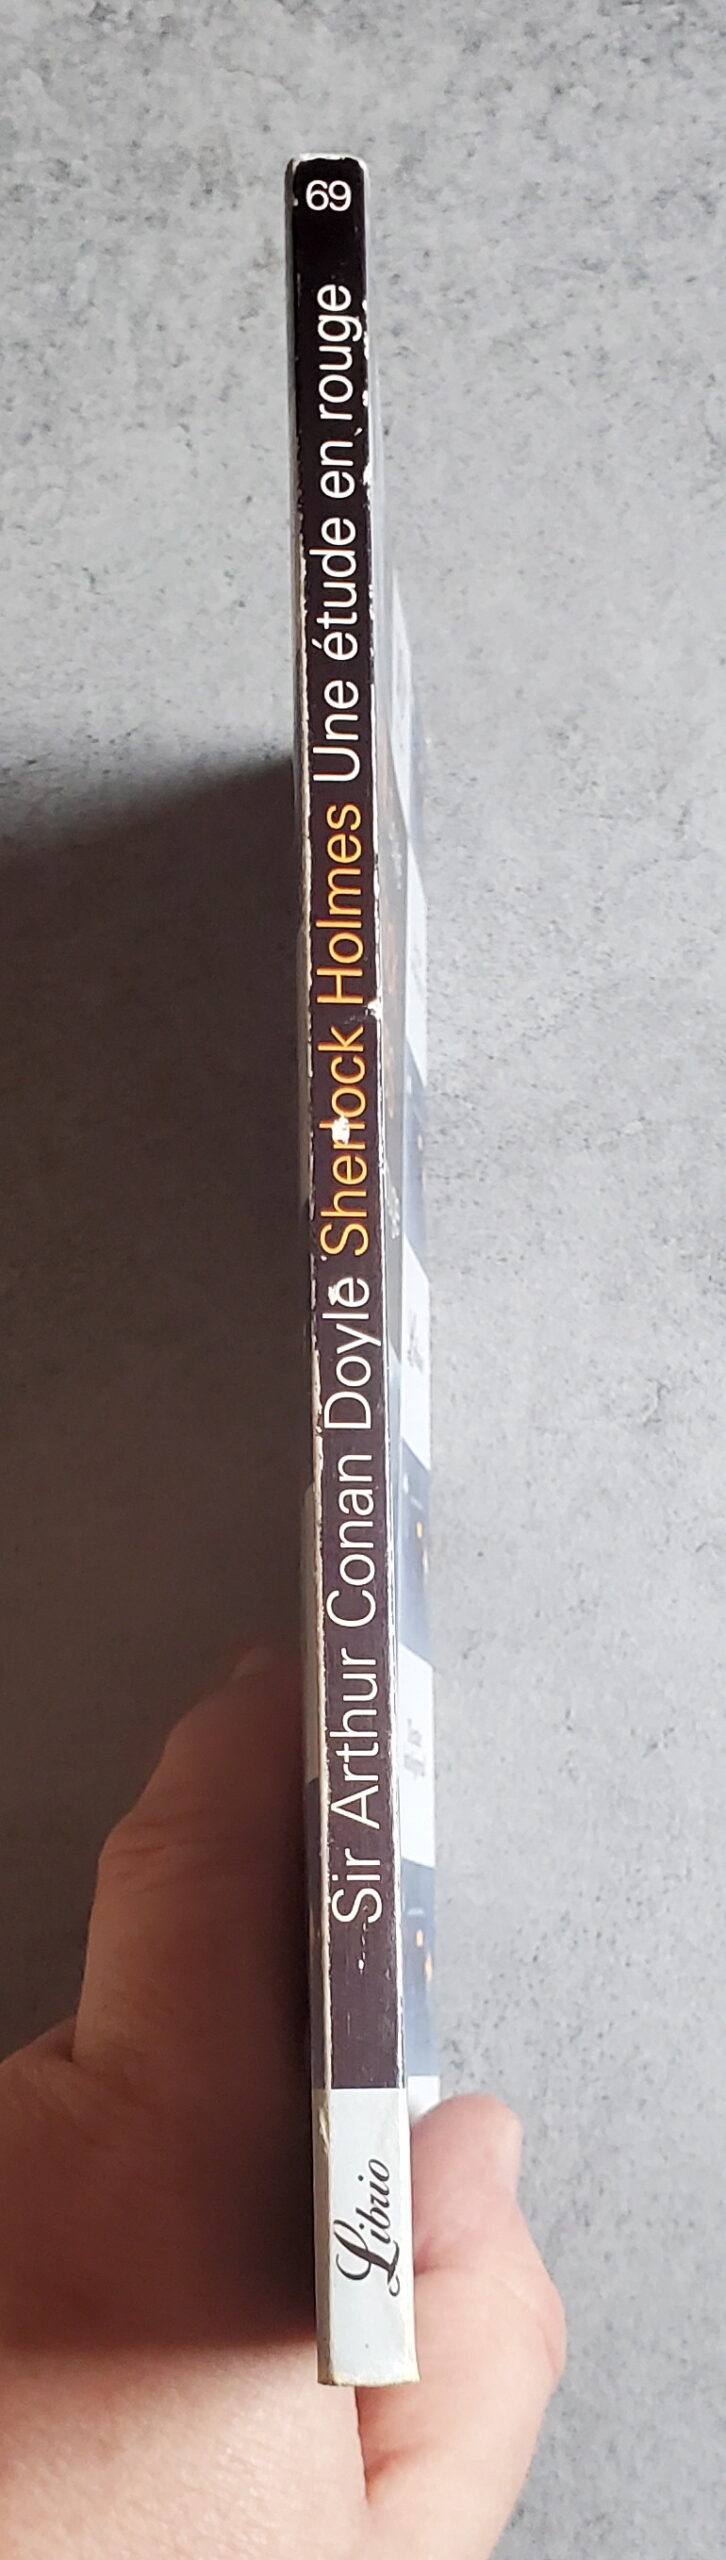 69
Sir Arthur Conan Doyle Sherlock Holmes Une étude en rouge
Librio